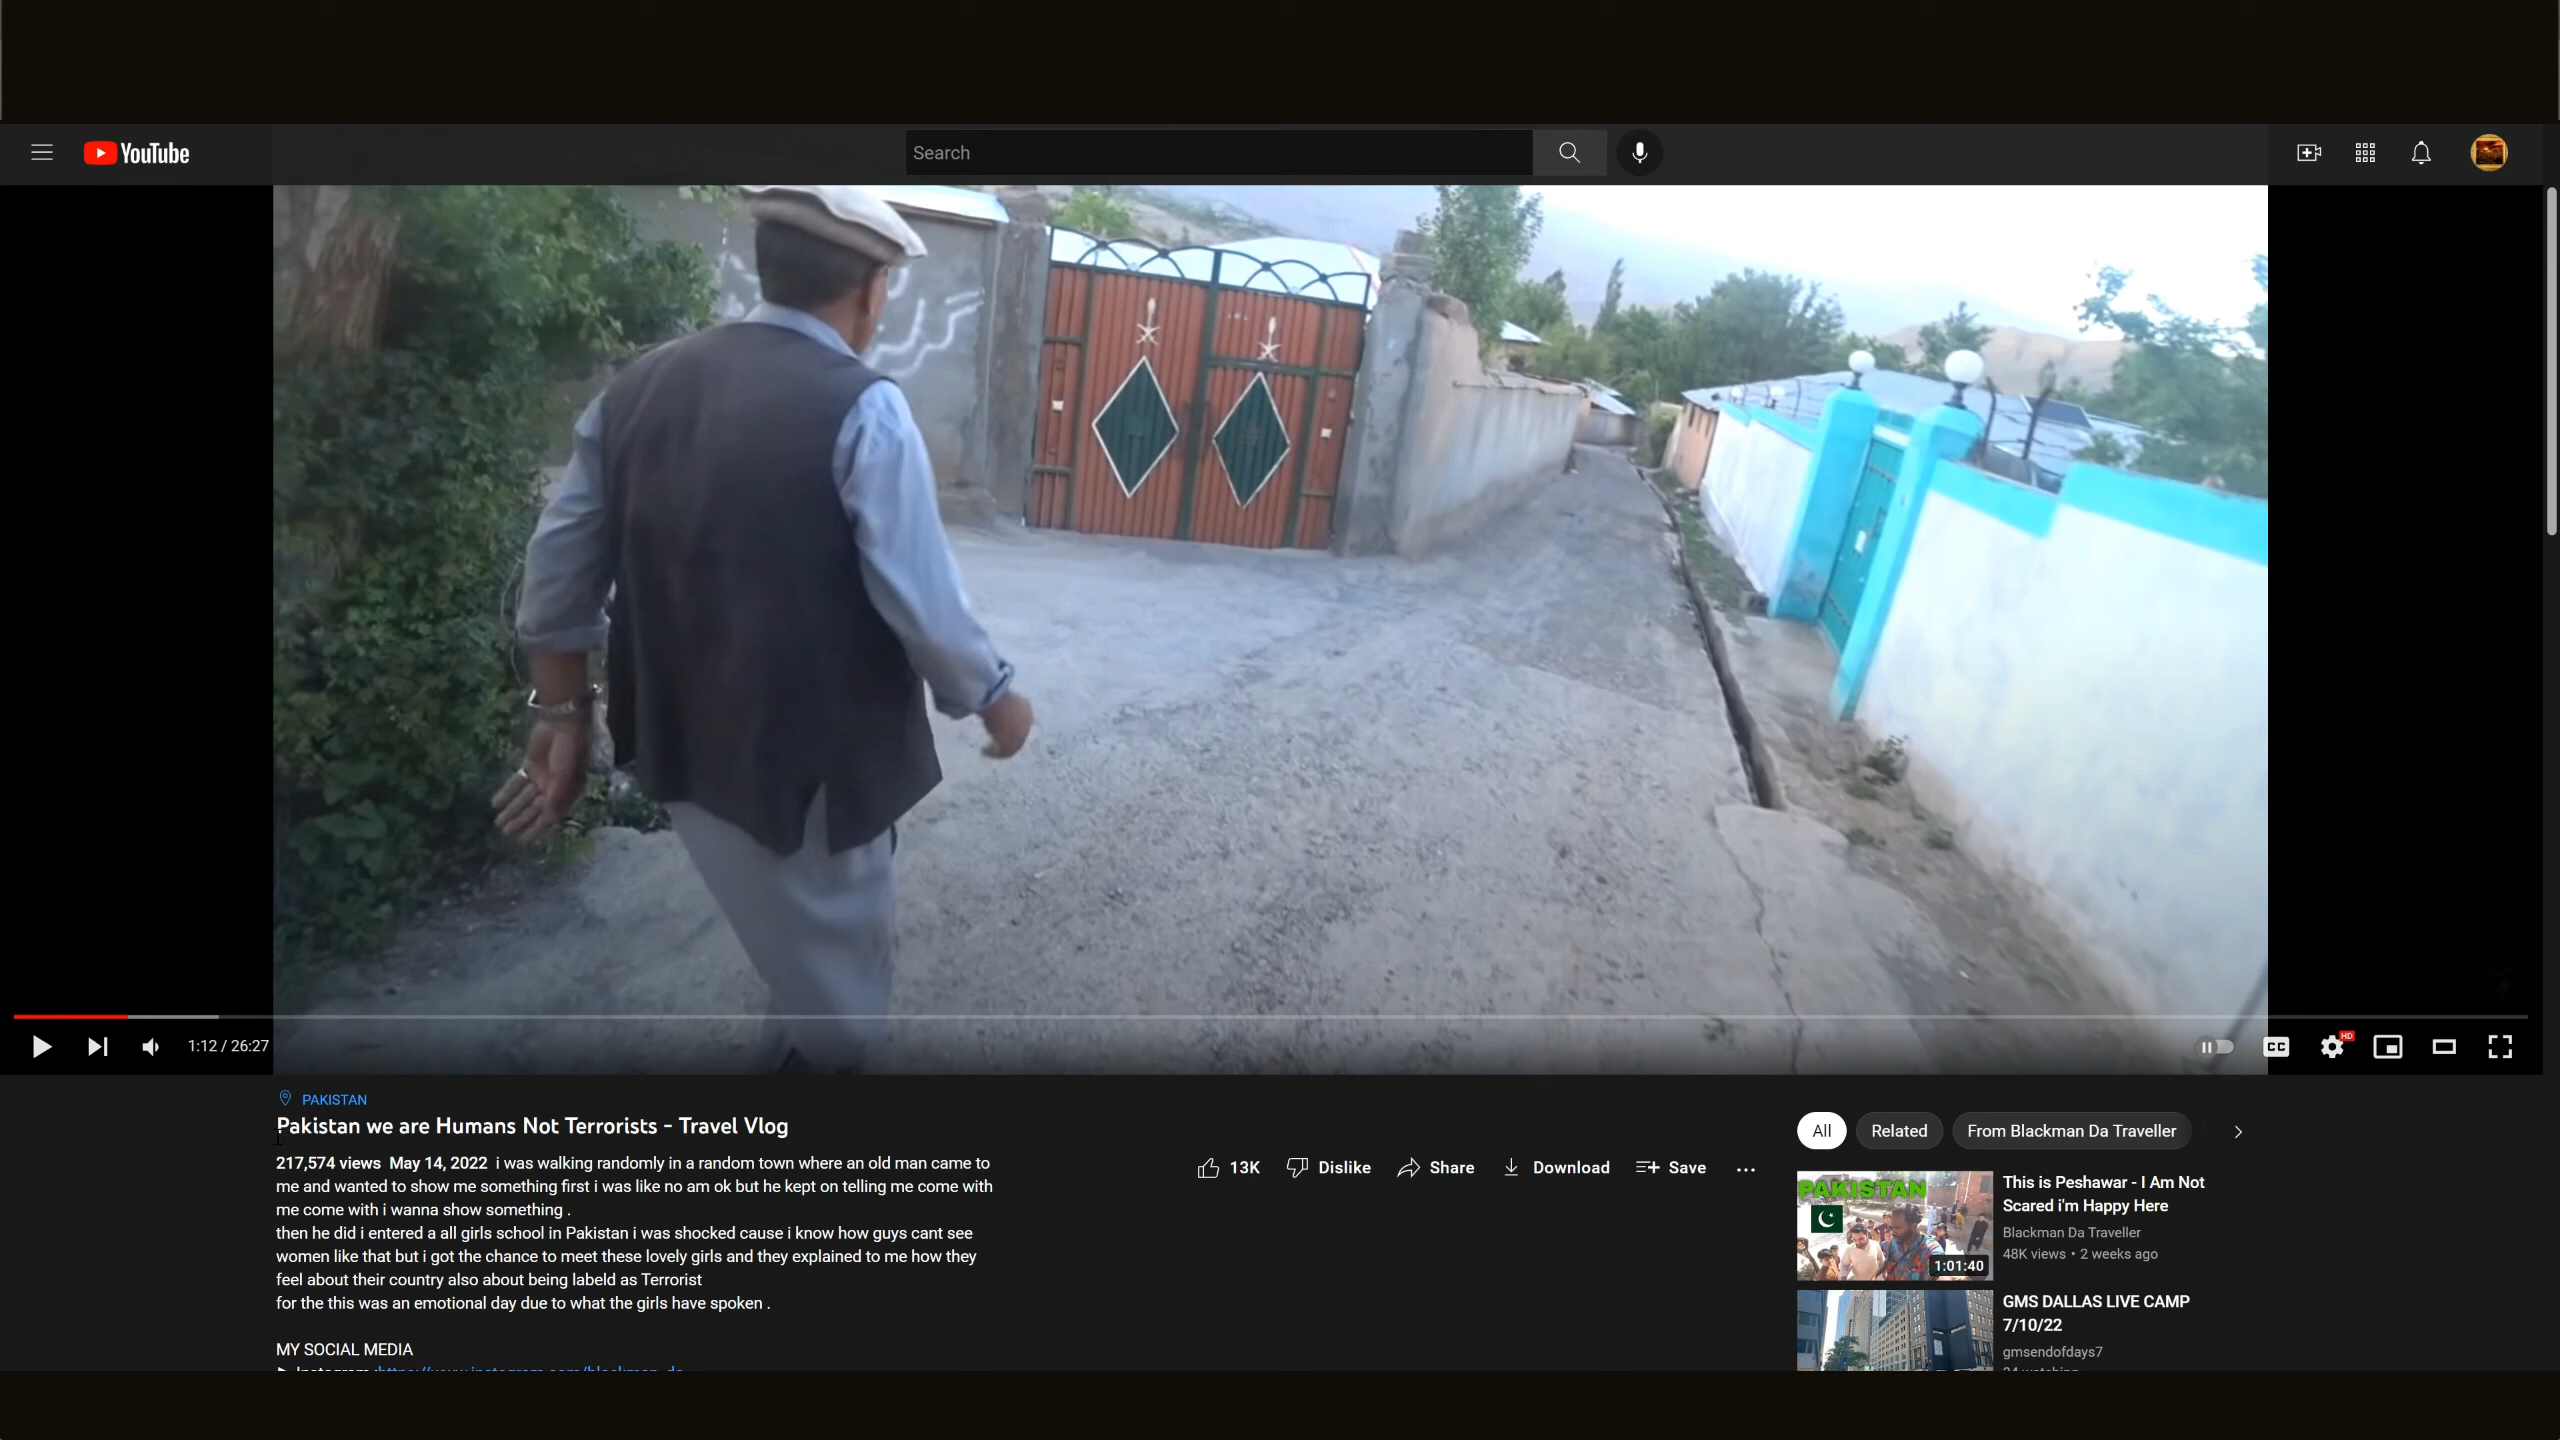 YouTube
Search
1:12 / 26:27
CC
HD
PAKISTAN
Pakistan we are Humans Not Terrorists - Travel Vlog
217,574 views May 14, 2022 i was walking randomly in a random town where an old man came to
me and wanted to show me something first i was like no am ok but he kept on telling me come with
me come with i wanna show something .
then he did i entered a all girls school in Pakistan i was shocked cause i know how guys cant see
women like that but i got the chance to meet these lovely girls and they explained to me how they
feel about their country also about being labeld as Terrorist
for the this was an emotional day due to what the girls have spoken .
MY SOCIAL MEDIA
13K
Dislike
Share
Download
Save
All
Related
From Blackman Da Traveller
PAKISTAN
1:01:40
This is Peshawar - I Am Not
Scared i'm Happy Here
Blackman Da Traveller
48K views • 2 weeks ago
GMS DALLAS LIVE CAMP
7/10/22
gmsendofdays7